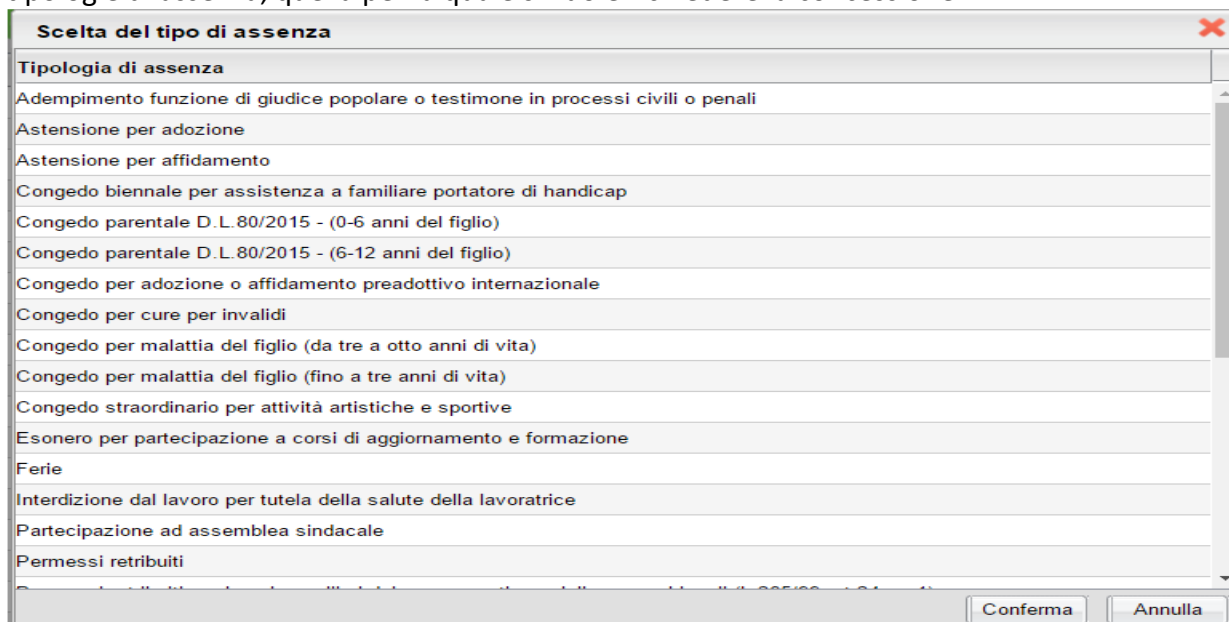 Scelta del tipo di assenza
Tipologia di assenza
Adempimento funzione di giudice popolare o testimone in processi civili o penali
Astensione per adozione
Astensione per affidamento
Congedo biennale per assistenza a familiare portatore di handicap
Congedo parentale D.L.80/2015 - (0-6 anni del figlio)
Congedo parentale D.L.80/2015 - (6-12 anni del figlio)
Congedo per adozione o affidamento preadottivo internazionale
Congedo per cure per invalidi
Congedo per malattia del figlio (da tre a otto anni di vita)
Congedo per malattia del figlio (fino a tre anni di vita)
Congedo straordinario per attività artistiche e sportive
Esonero per partecipazione a corsi di aggiornamento e formazione
Ferie
Interdizione dal lavoro per tutela della salute della lavoratrice
Partecipazione ad assemblea sindacale
Permessi retribuiti
Conferma Annulla